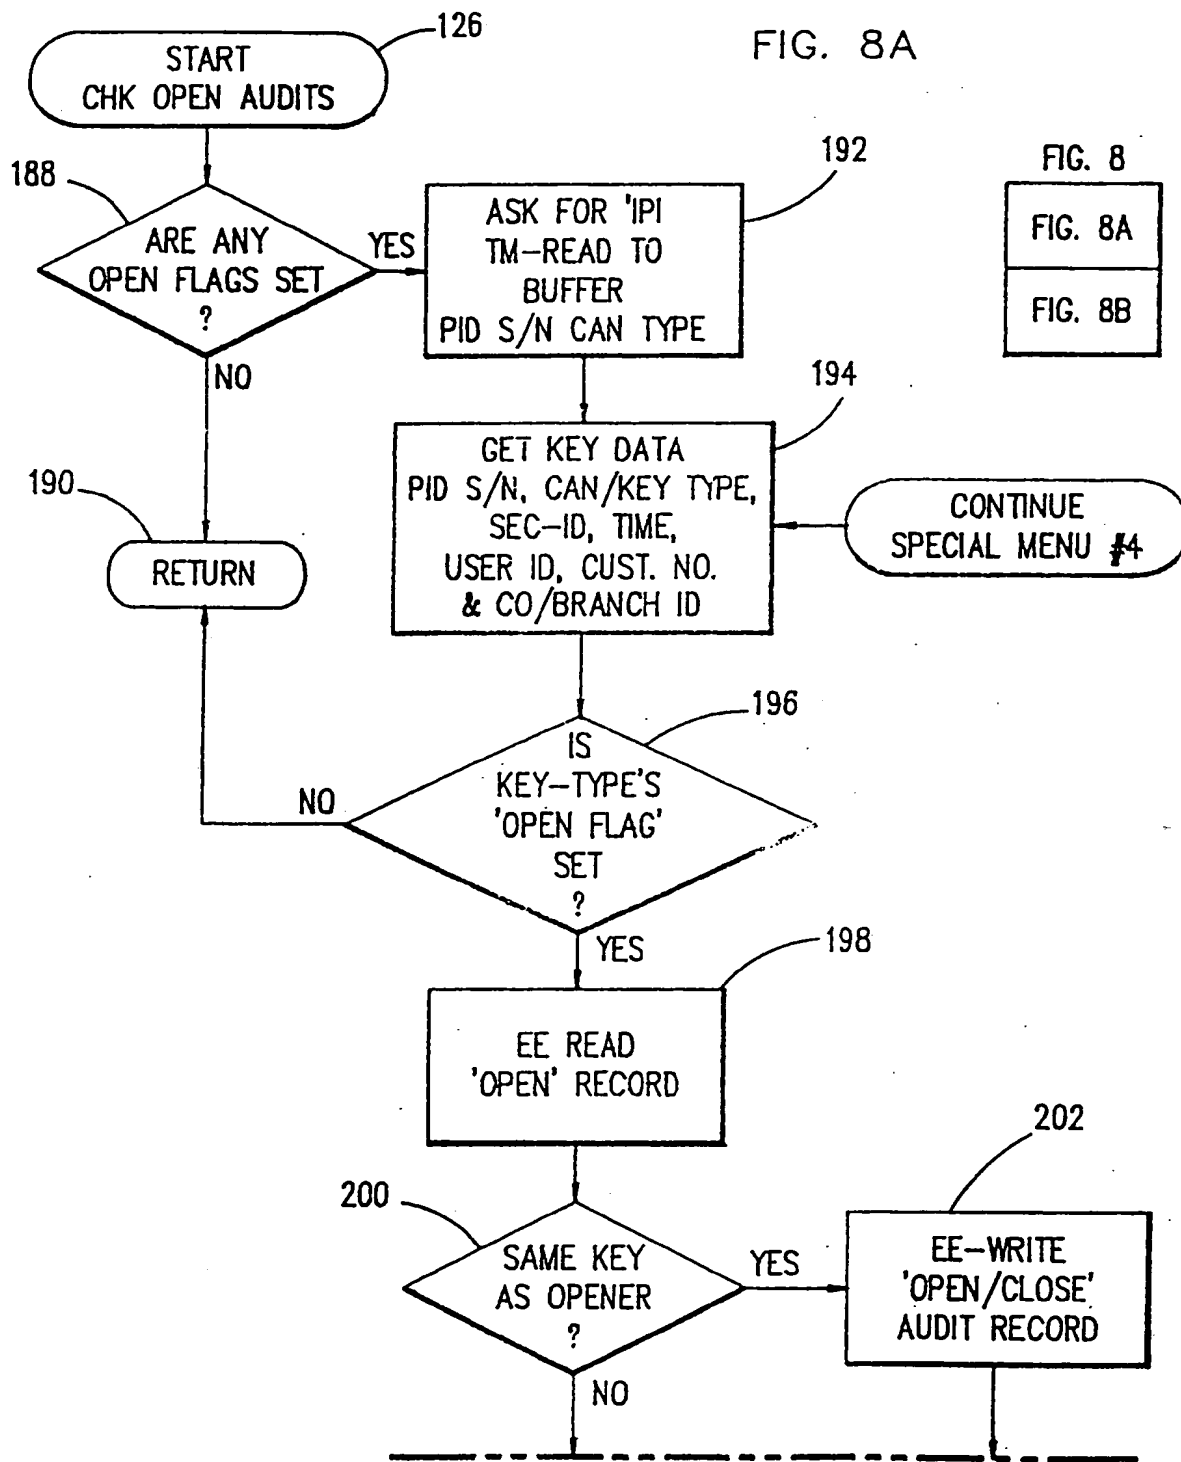 FIG. 8A
126
START
CHK OPEN AUDITS
188
ARE ANY
OPEN FLAGS SET
?
YES
NO
192
ASK FOR 'IPI
TM-READ TO
BUFFER
PID S/N CAN TYPE
FIG. 8
FIG. 8A
FIG. 8B
190
RETURN
194
GET KEY DATA
PID S/N, CAN/KEY TYPE,
SEC-ID, TIME,
USER ID, CUST. NO.
& CO/BRANCH ID
CONTINUE
SPECIAL MENU #4
196
IS
KEY-TYPE'S
'OPEN FLAG'
SET
?
NO
YES
198
EE READ
'OPEN' RECORD
200
SAME KEY
AS OPENER
?
YES
NO
202
EE-WRITE
'OPEN/CLOSE'
AUDIT RECORD